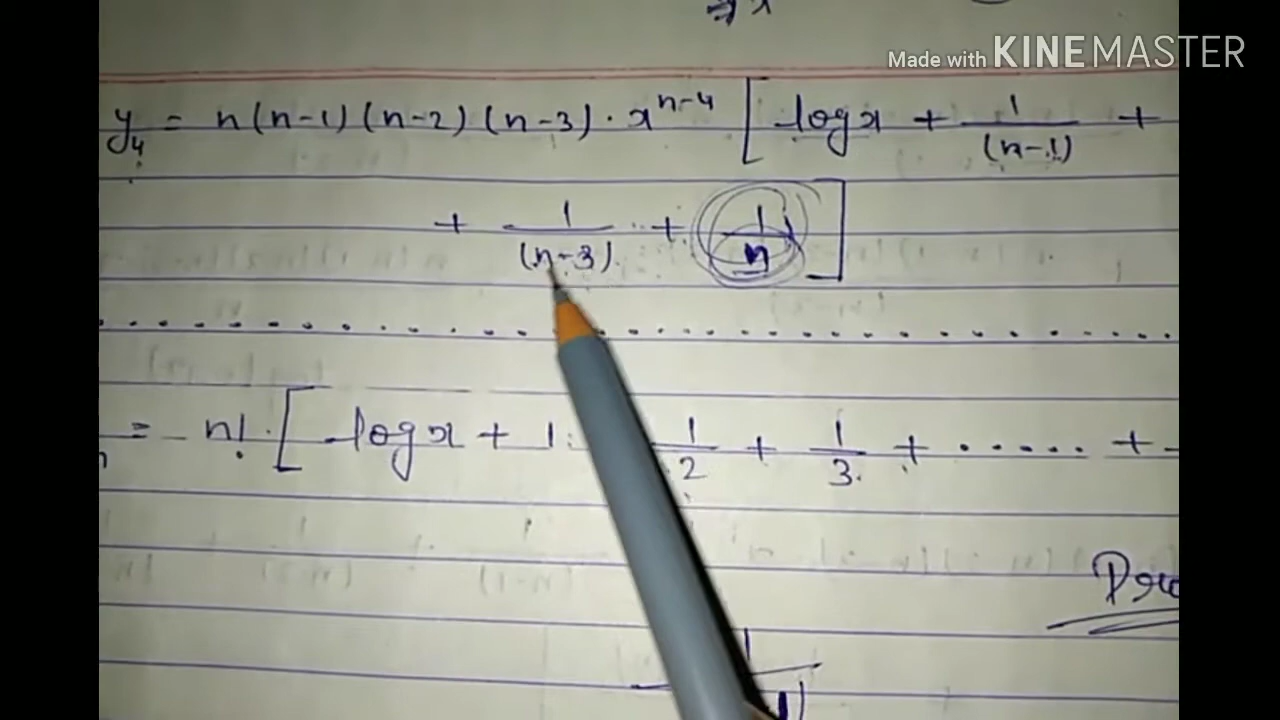 Made with KINEMASTER
y₄ = n(n-1)(n-2)(n-3)·x^{n-4} [ log x + 1/(n-1) +
+ 1/(n-3) + 1/n ]
. . . . . . . . . . . . . . . . . . . . . . . . . . . . . . . . .
n = n! [ log x + 1 1/2 + 1/3 + ...... +